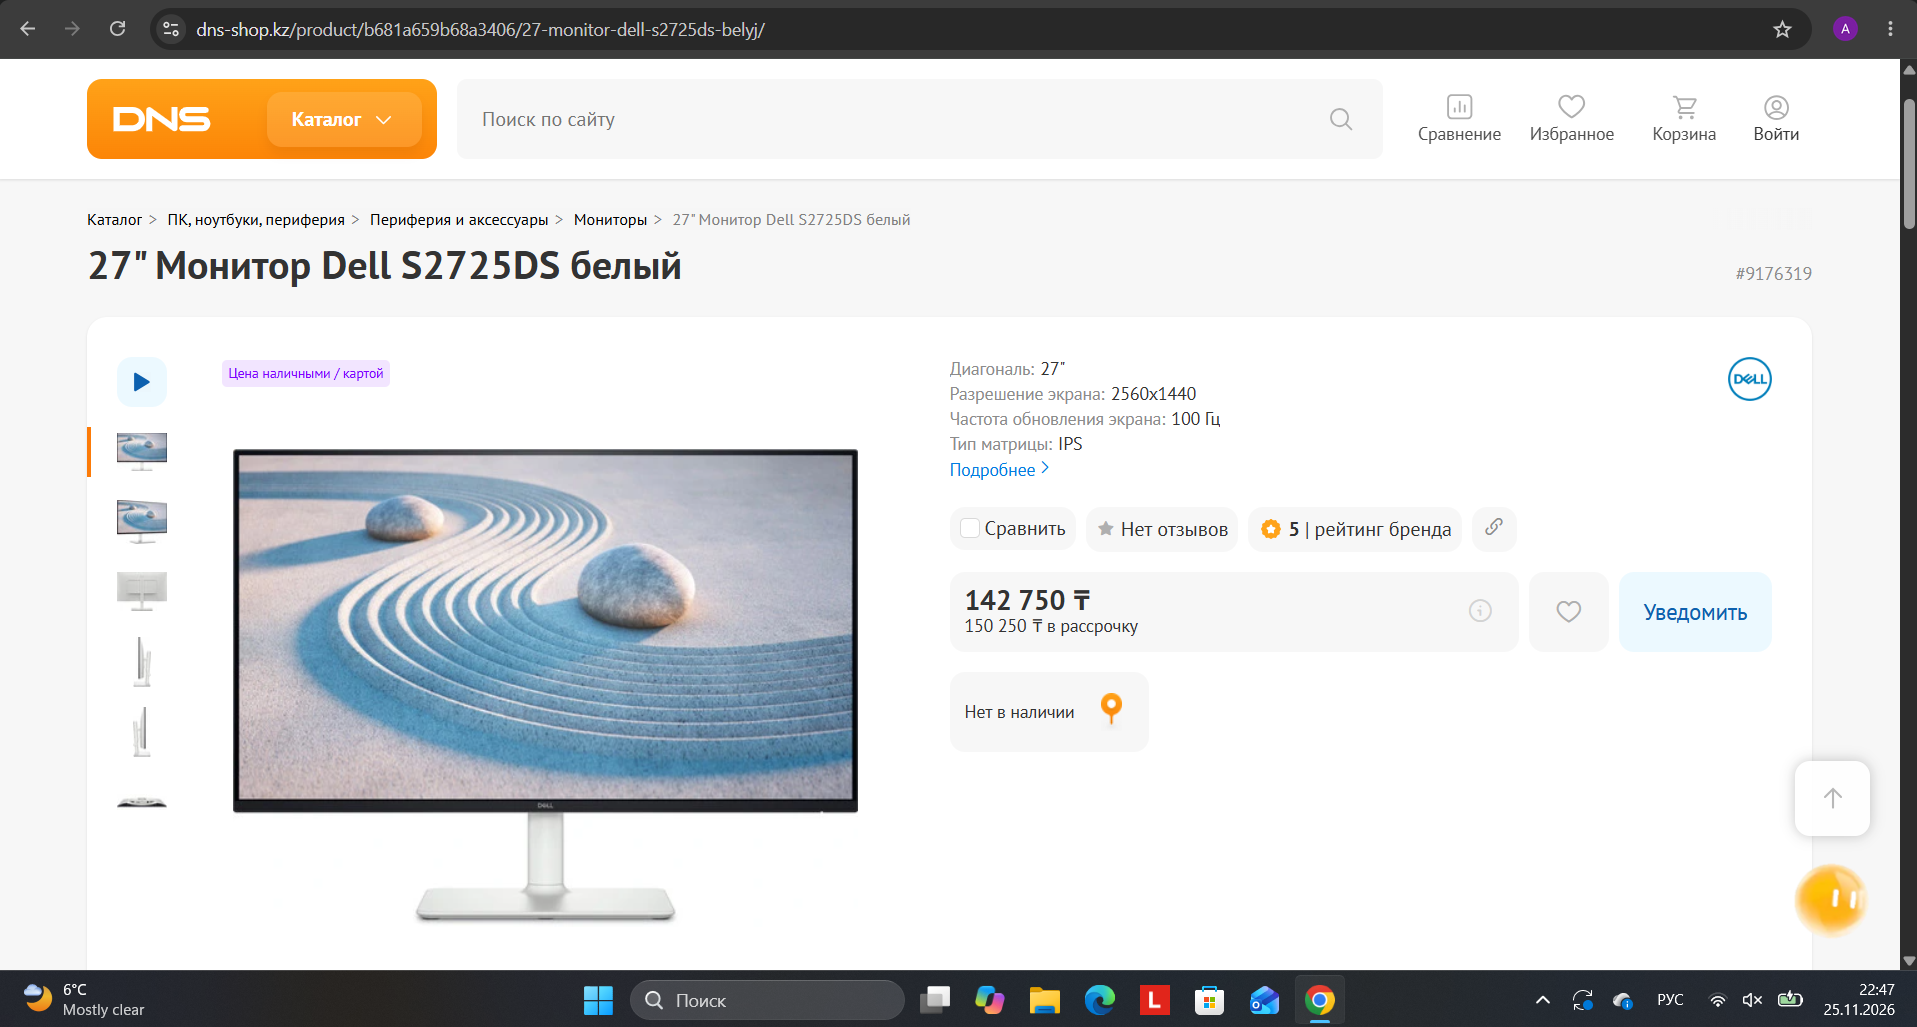 dns-shop.kz/product/b681a659b68a3406/27-monitor-dell-s2725ds-belyj/
A
DNS
Каталог
Поиск по сайту
Сравнение
Избранное
Корзина
Войти
Каталог > ПК, ноутбуки, периферия > Периферия и аксессуары > Мониторы > 27" Монитор Dell S2725DS белый
27" Монитор Dell S2725DS белый
#9176319
Цена наличными / картой
Диагональ: 27"
Разрешение экрана: 2560x1440
Частота обновления экрана: 100 Гц
Тип матрицы: IPS
Подробнее
DELL
Сравнить
Нет отзывов
5 | рейтинг бренда
142 750 ₸
150 250 ₸ в рассрочку
Уведомить
Нет в наличии
DELL
6°C
Mostly clear
Поиск
L
РУС
22:47
25.11.2026